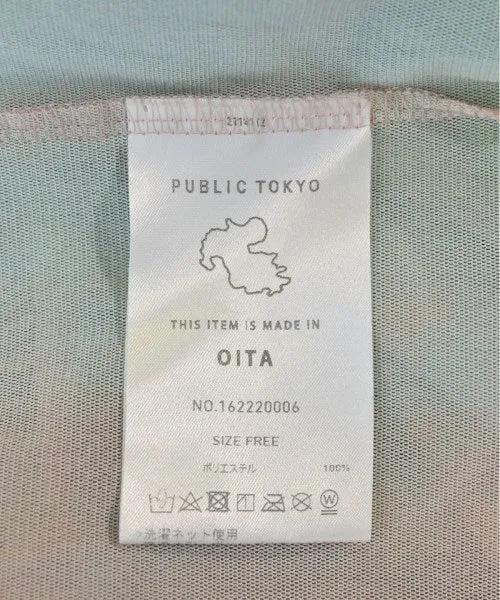 PUBLIC TOKYO
THIS ITEM IS MADE IN
OITA
NO.162220006
SIZE FREE
ポリエステル 100%
W
洗濯ネット使用